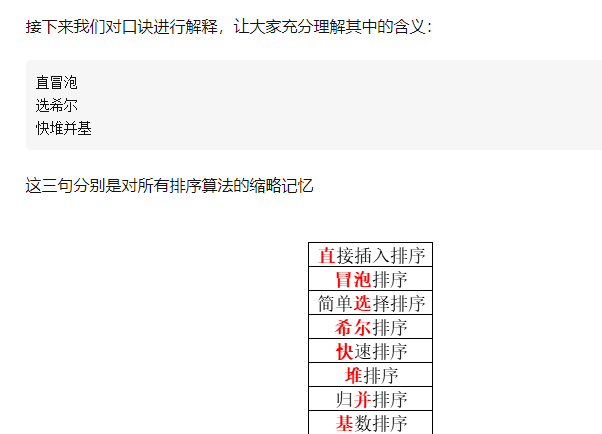 接下来我们对口诀进行解释，让大家充分理解其中的含义：
直冒泡
选希尔
快堆并基
这三句分别是对所有排序算法的缩略记忆
直接插入排序
冒泡排序
简单选择排序
希尔排序
快速排序
堆排序
归并排序
基数排序